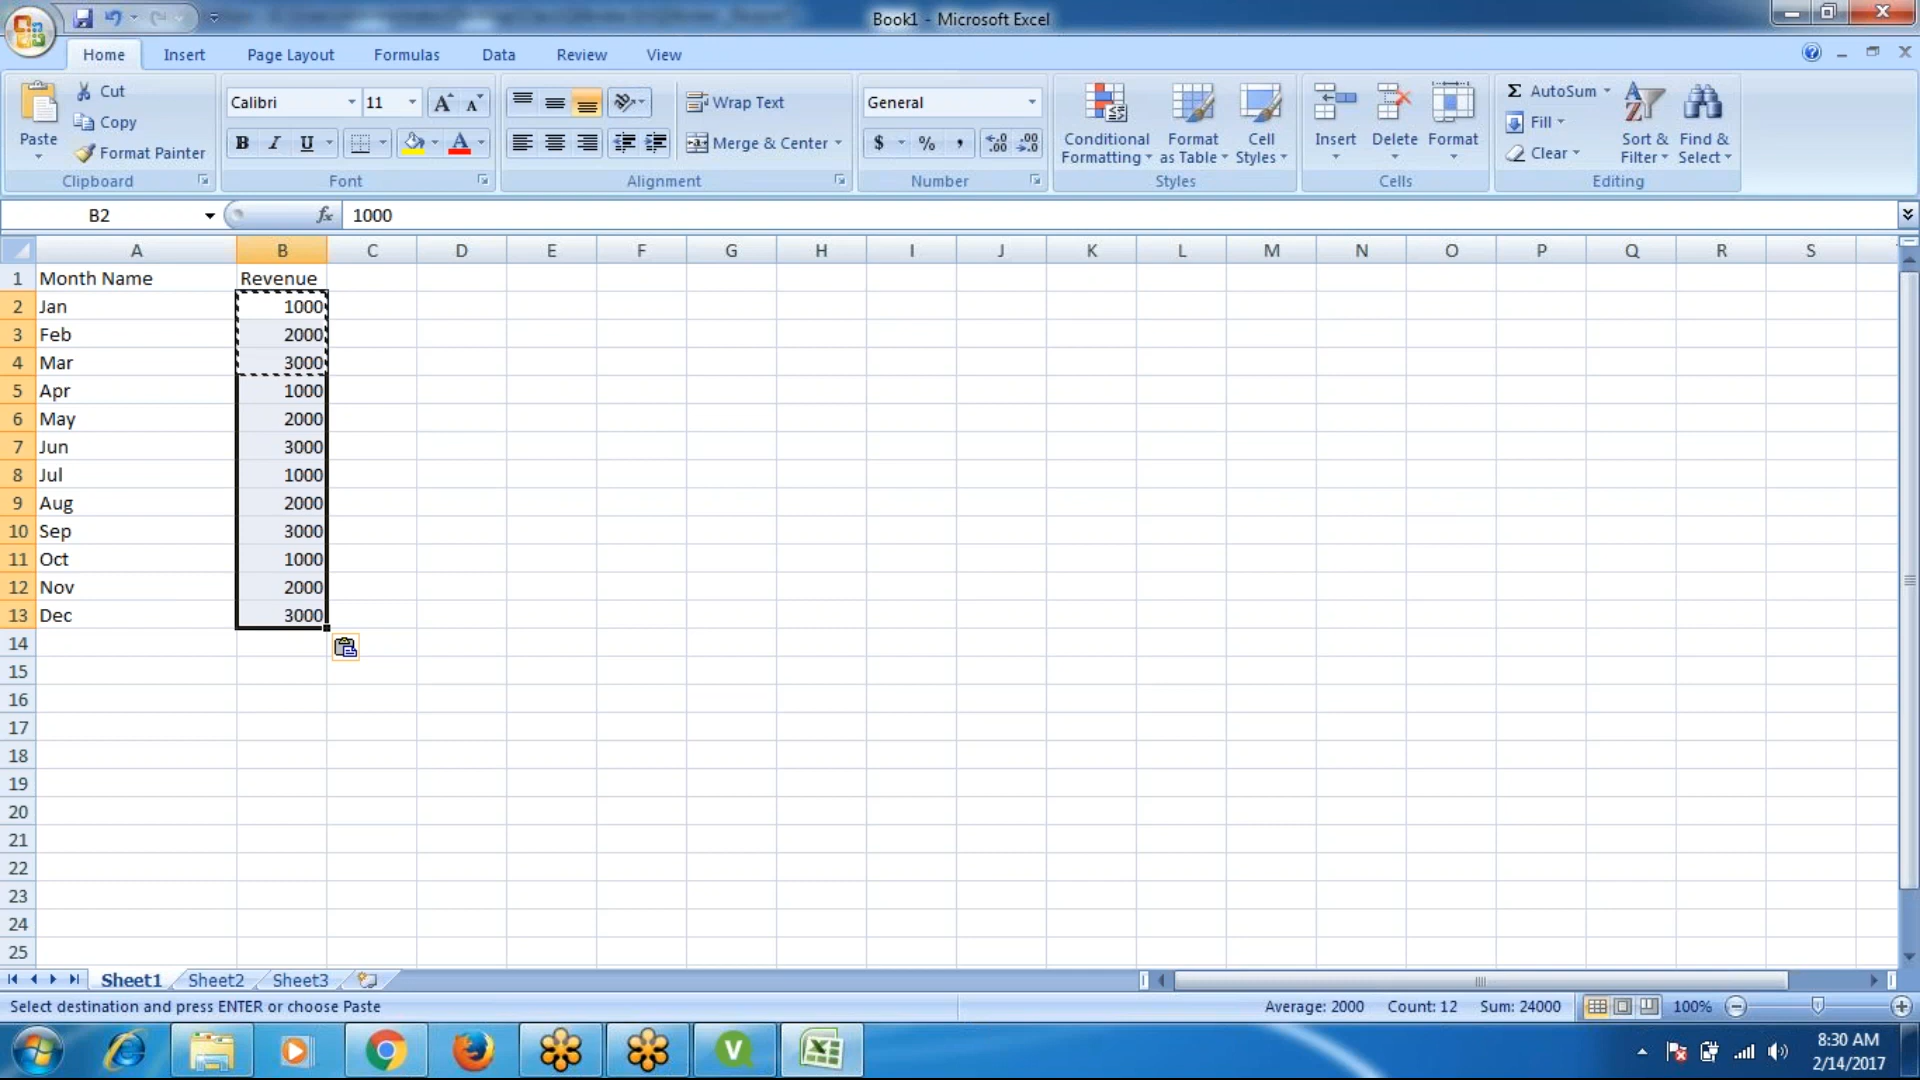 Book1 - Microsoft Excel
Home Insert Page Layout Formulas Data Review View
Paste
Cut
Copy
Format Painter
Clipboard
Calibri 11
B I U
Font
Wrap Text
Merge & Center
Alignment
General
$ % ,
Number
Conditional Formatting
Format as Table
Cell Styles
Styles
Insert
Delete
Format
Cells
AutoSum
Fill
Clear
Sort & Filter
Find & Select
Editing
B2 fx 1000
A B C D E F G H I J K L M N O P Q R S
1 Month Name Revenue
2 Jan 1000
3 Feb 2000
4 Mar 3000
5 Apr 1000
6 May 2000
7 Jun 3000
8 Jul 1000
9 Aug 2000
10 Sep 3000
11 Oct 1000
12 Nov 2000
13 Dec 3000
14
15
16
17
18
19
20
21
22
23
24
25
Sheet1 Sheet2 Sheet3
Select destination and press ENTER or choose Paste Average: 2000 Count: 12 Sum: 24000 100%
8:30 AM
2/14/2017